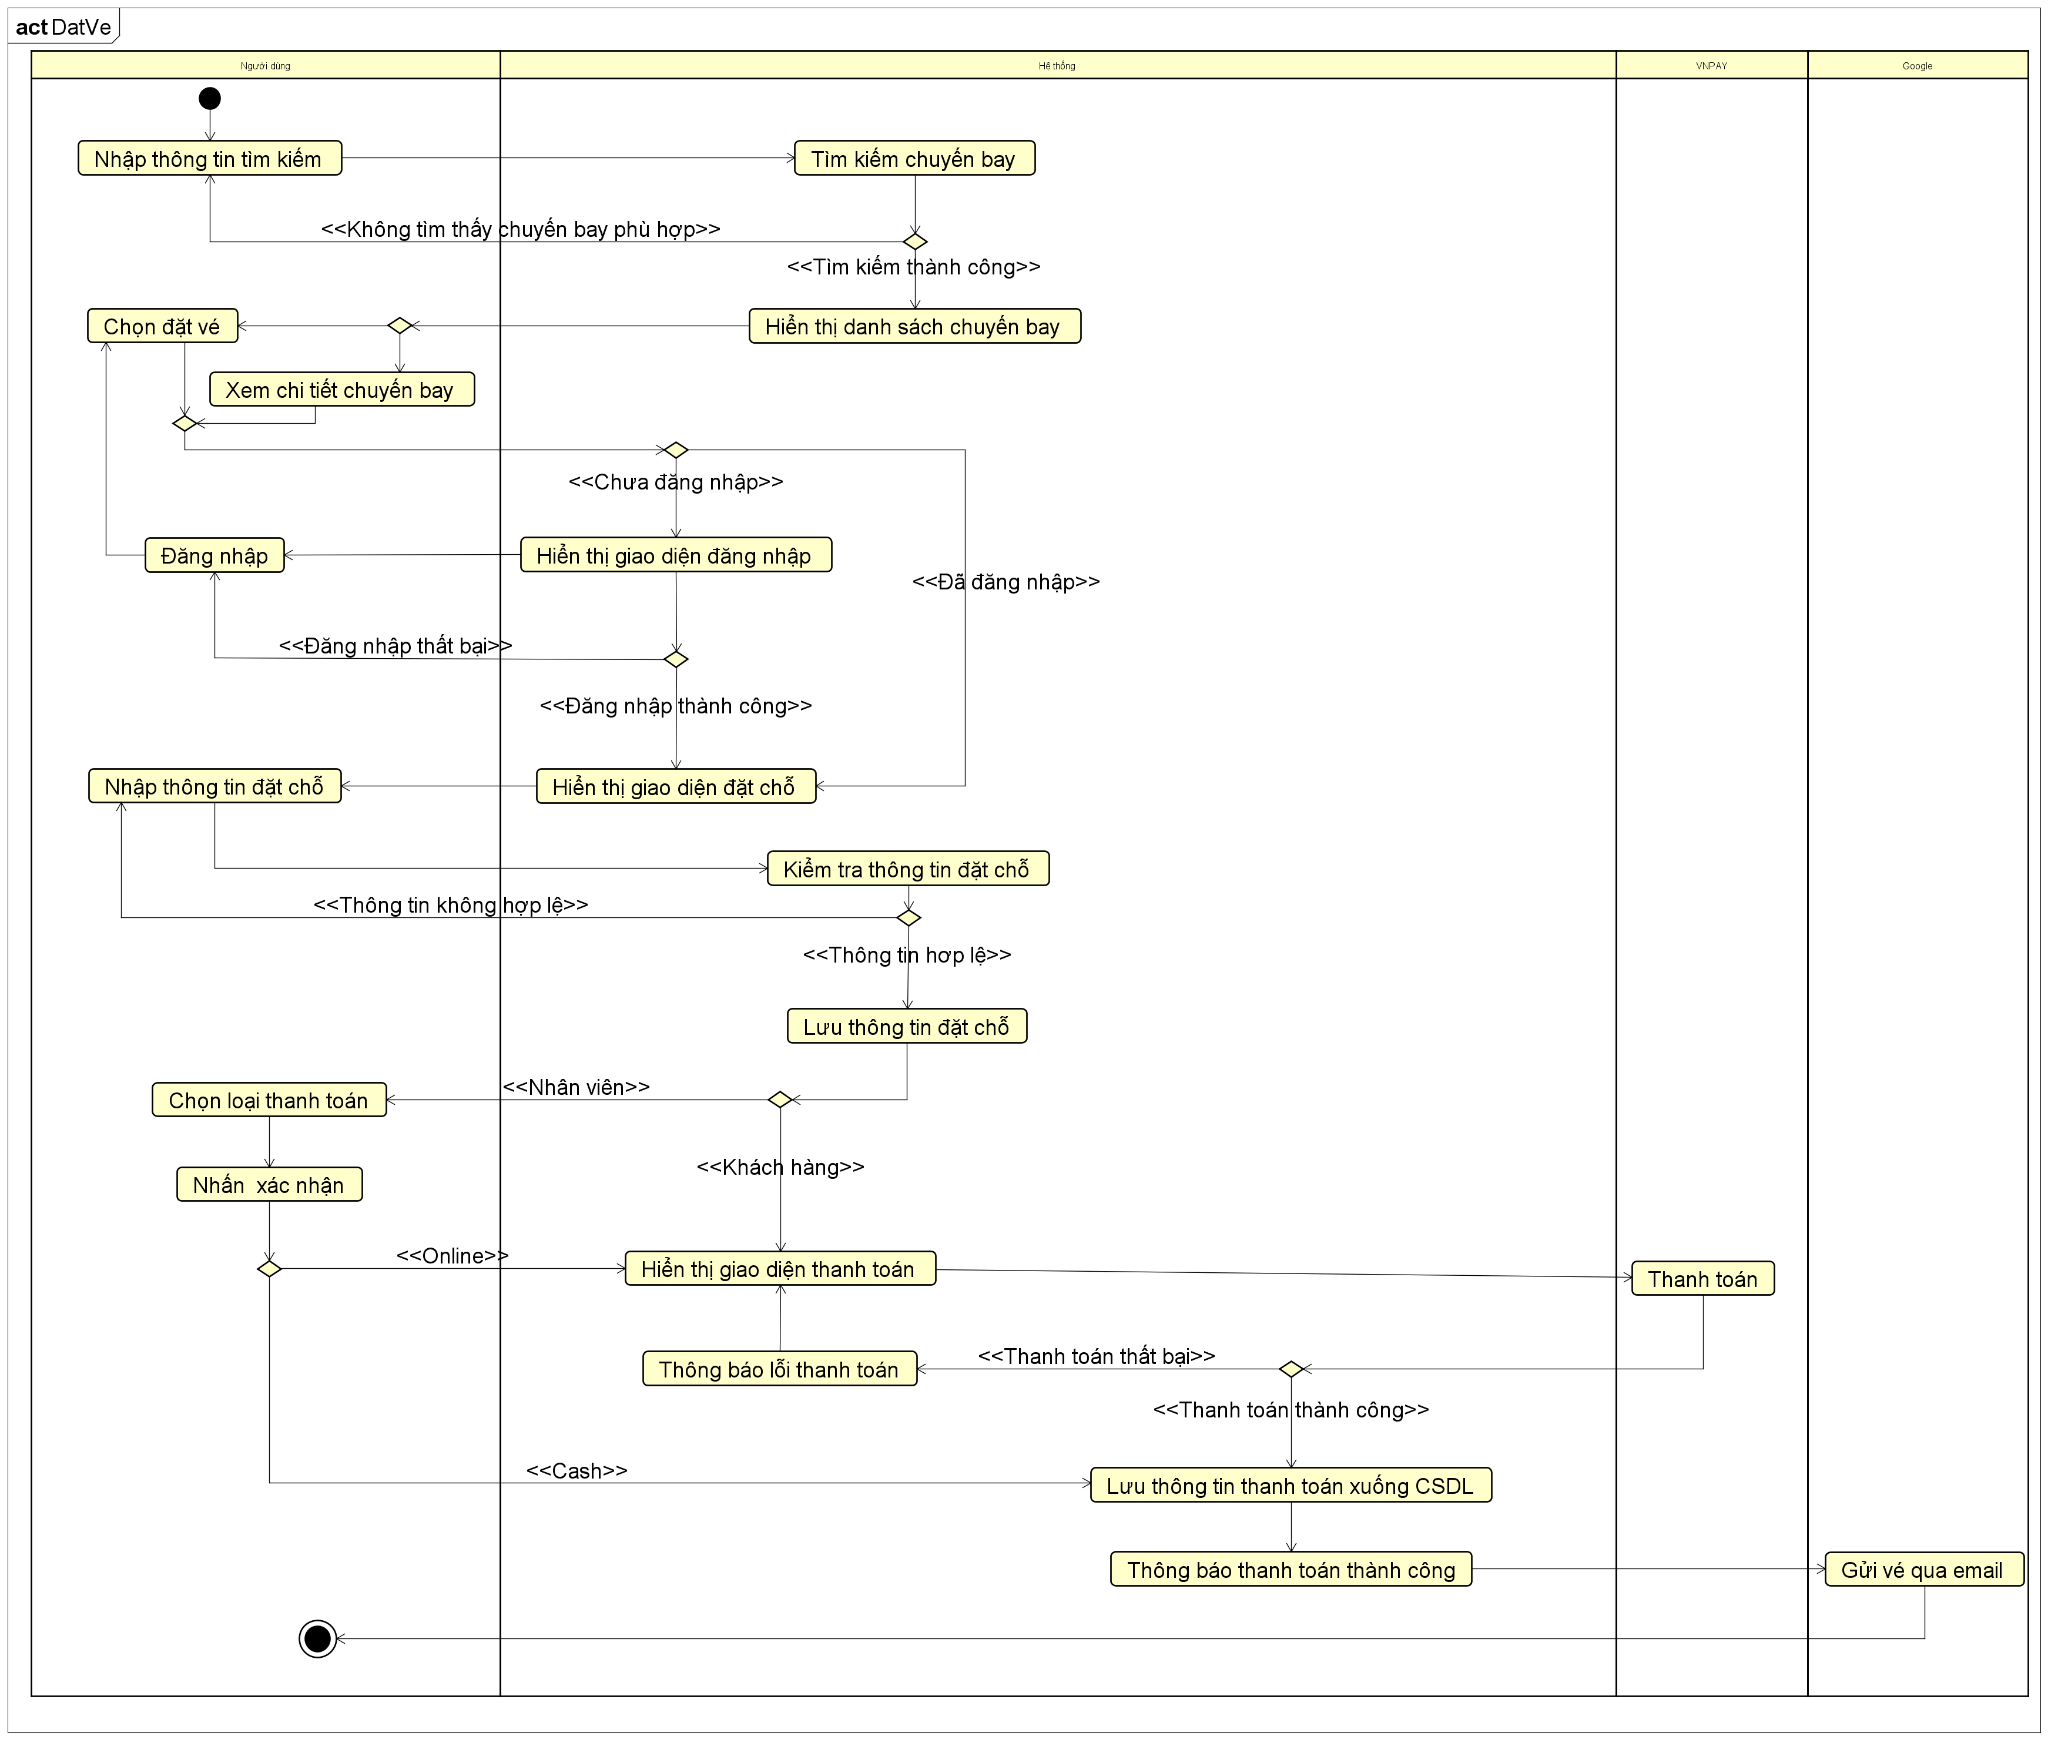 act DatVe
Người dùng
Hệ thống
VNPAY
Google
Nhập thông tin tìm kiếm
Tìm kiếm chuyến bay
<<Không tìm thấy chuyến bay phù hợp>>
<<Tìm kiếm thành công>>
Chọn đặt vé
Hiển thị danh sách chuyến bay
Xem chi tiết chuyến bay
<<Chưa đăng nhập>>
Đăng nhập
Hiển thị giao diện đăng nhập
<<Đã đăng nhập>>
<<Đăng nhập thất bại>>
<<Đăng nhập thành công>>
Nhập thông tin đặt chỗ
Hiển thị giao diện đặt chỗ
Kiểm tra thông tin đặt chỗ
<<Thông tin không hợp lệ>>
<<Thông tin hơp lệ>>
Lưu thông tin đặt chỗ
<<Nhân viên>>
Chọn loại thanh toán
<<Khách hàng>>
Nhấn  xác nhận
<<Online>>
Hiển thị giao diện thanh toán
Thanh toán
<<Thanh toán thất bại>>
Thông báo lỗi thanh toán
<<Thanh toán thành công>>
<<Cash>>
Lưu thông tin thanh toán xuống CSDL
Thông báo thanh toán thành công
Gửi vé qua email